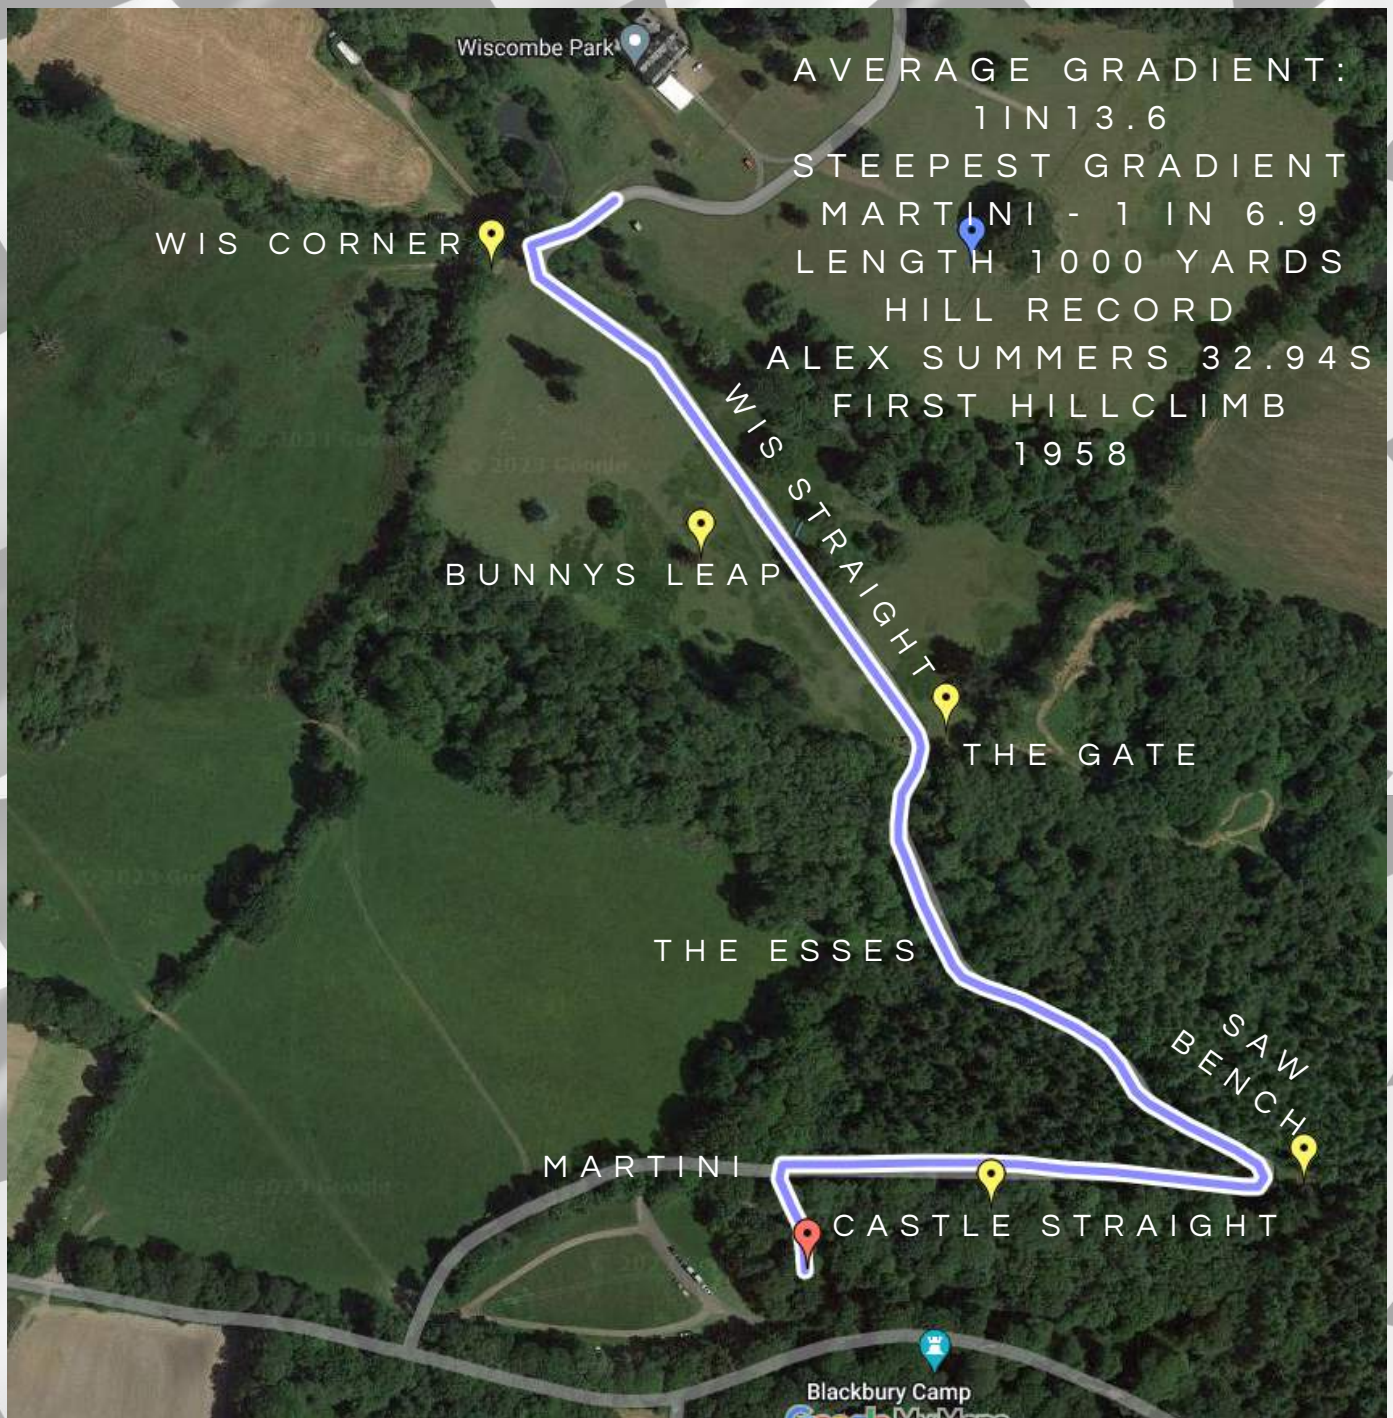 Wiscombe Park
AVERAGE GRADIENT:
1IN13.6
STEEPEST GRADIENT
MARTINI - 1 IN 6.9
LENGTH 1000 YARDS
HILL RECORD
ALEX SUMMERS 32.94S
FIRST HILLCLIMB
1958
WIS CORNER
WIS STRAIGHT
BUNNYS LEAP
THE GATE
THE ESSES
SAW
BENCH
MARTINI
CASTLE STRAIGHT
Blackbury Camp